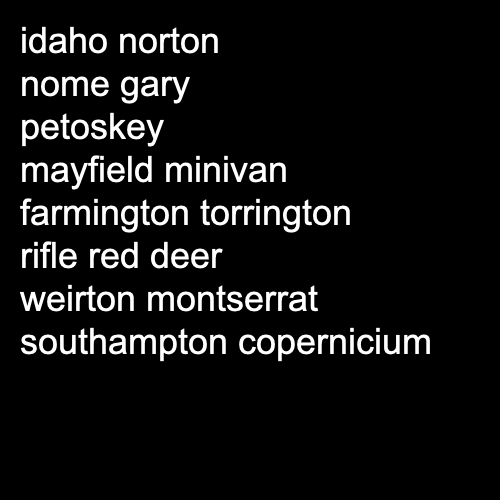 idaho norton
nome gary
petoskey
mayfield minivan
farmington torrington
rifle red deer
weirton montserrat
southampton copernicium